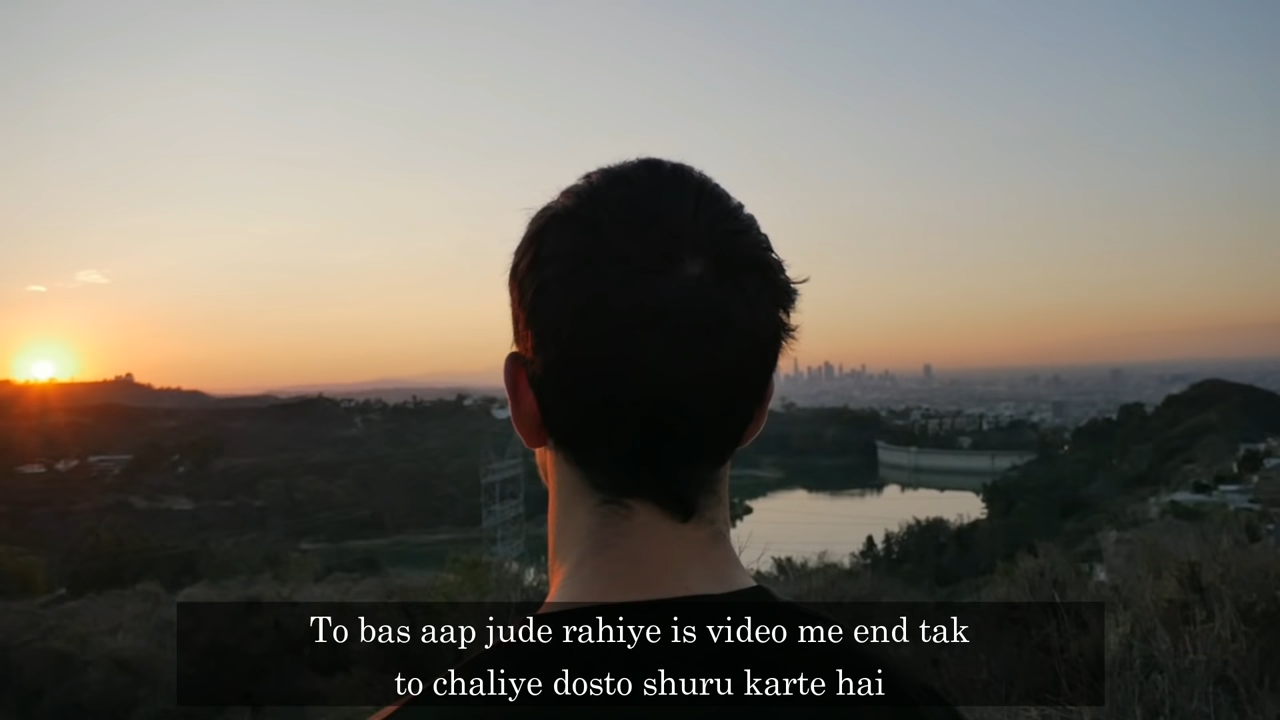 To bas aap jude rahiye is video me end tak
to chaliye dosto shuru karte hai